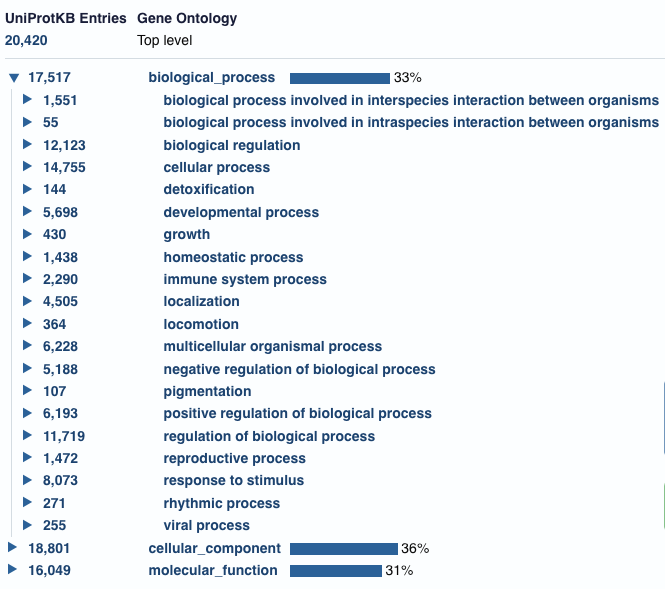 UniProtKB Entries Gene Ontology
20,420 Top level
17,517 biological_process 33%
1,551 biological process involved in interspecies interaction between organisms
55 biological process involved in intraspecies interaction between organisms
12,123 biological regulation
14,755 cellular process
144 detoxification
5,698 developmental process
430 growth
1,438 homeostatic process
2,290 immune system process
4,505 localization
364 locomotion
6,228 multicellular organismal process
5,188 negative regulation of biological process
107 pigmentation
6,193 positive regulation of biological process
11,719 regulation of biological process
1,472 reproductive process
8,073 response to stimulus
271 rhythmic process
255 viral process
18,801 cellular_component 36%
16,049 molecular_function 31%